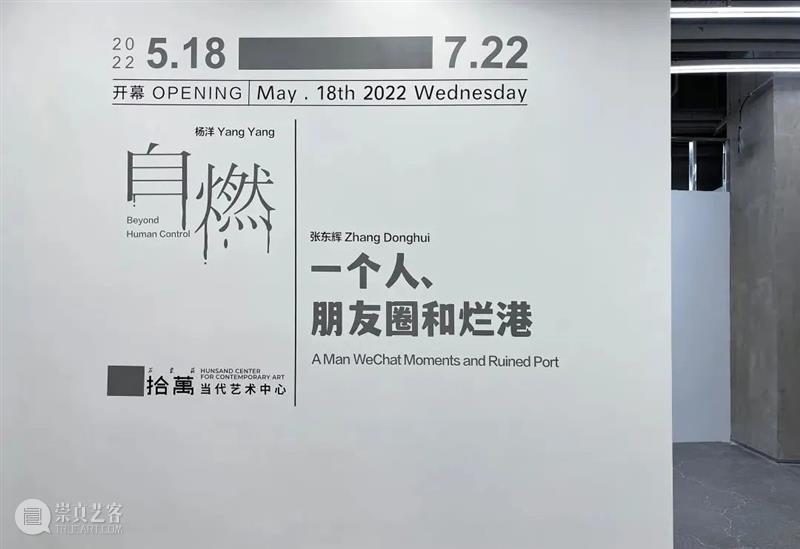 2022 5.18 7.22
开幕 OPENING May . 18th 2022 Wednesday
杨洋 Yang Yang
自燃
Beyond
Human Control
张东辉 Zhang Donghui
一个人、
朋友圈和烂港
A Man WeChat Moments and Ruined Port
HUNSAND CENTER
FOR CONTEMPORARY ART
拾萬 当代艺术中心
崇真艺客
TRUEART.COM